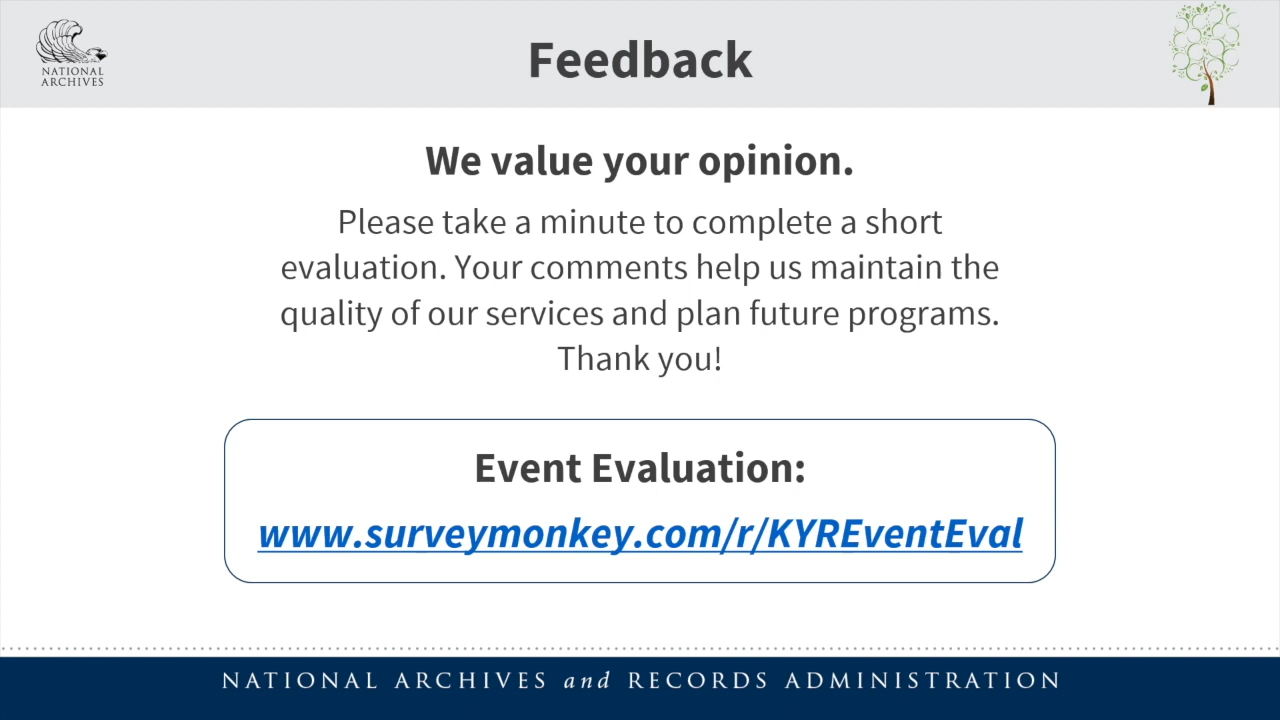 NATIONAL
ARCHIVES
Feedback
We value your opinion.
Please take a minute to complete a short
evaluation. Your comments help us maintain the
quality of our services and plan future programs.
Thank you!
Event Evaluation:
www.surveymonkey.com/r/KYREventEval
NATIONAL ARCHIVES and RECORDS ADMINISTRATION